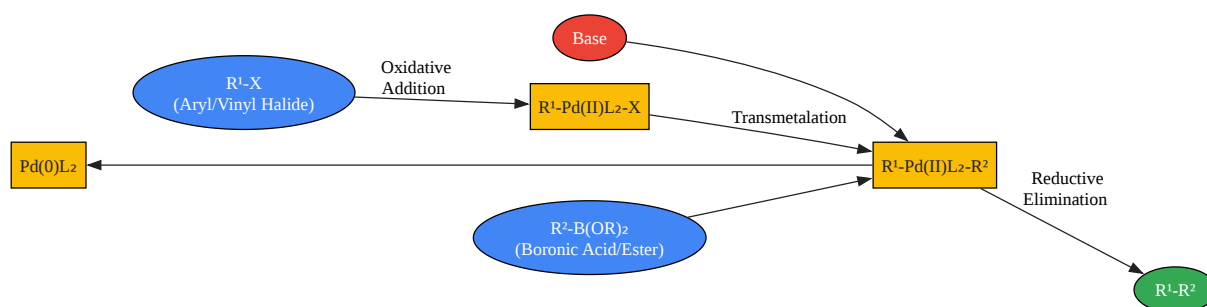 Base
R¹-X
(Aryl/Vinyl Halide)
Oxidative
Addition
R¹-Pd(II)L₂-X
Transmetalation
Pd(0)L₂
R¹-Pd(II)L₂-R²
Reductive
Elimination
R²-B(OR)₂
(Boronic Acid/Ester)
R¹-R²